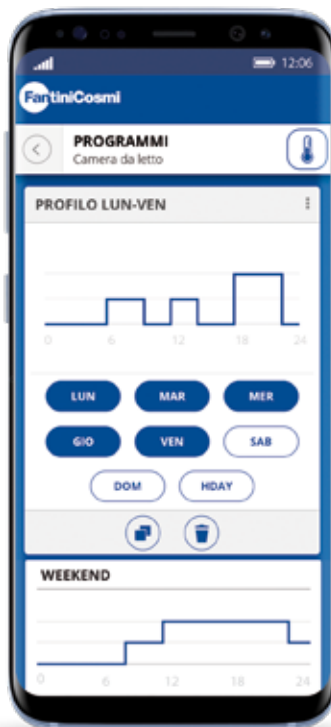 12:06
FantiniCosmi
PROGRAMMI
Camera da letto
PROFILO LUN-VEN
0 6 12 18 24
LUN MAR MER
GIO VEN SAB
DOM HDAY
WEEKEND
0 6 12 18 24